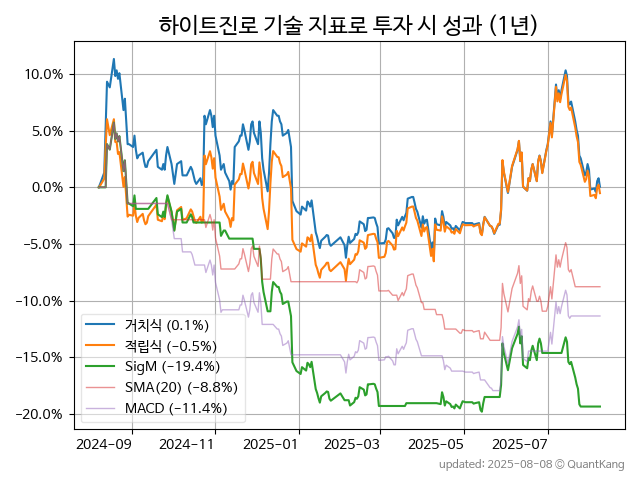 하이트진로 기술 지표로 투자 시 성과 (1년)
10.0%
5.0%
0.0%
−5.0%
−10.0%
−15.0%
−20.0%
거치식 (0.1%)
적립식 (−0.5%)
SigM (−19.4%)
SMA(20) (−8.8%)
MACD (−11.4%)
2024-09 2024-11 2025-01 2025-03 2025-05 2025-07
updated: 2025-08-08 © QuantKang